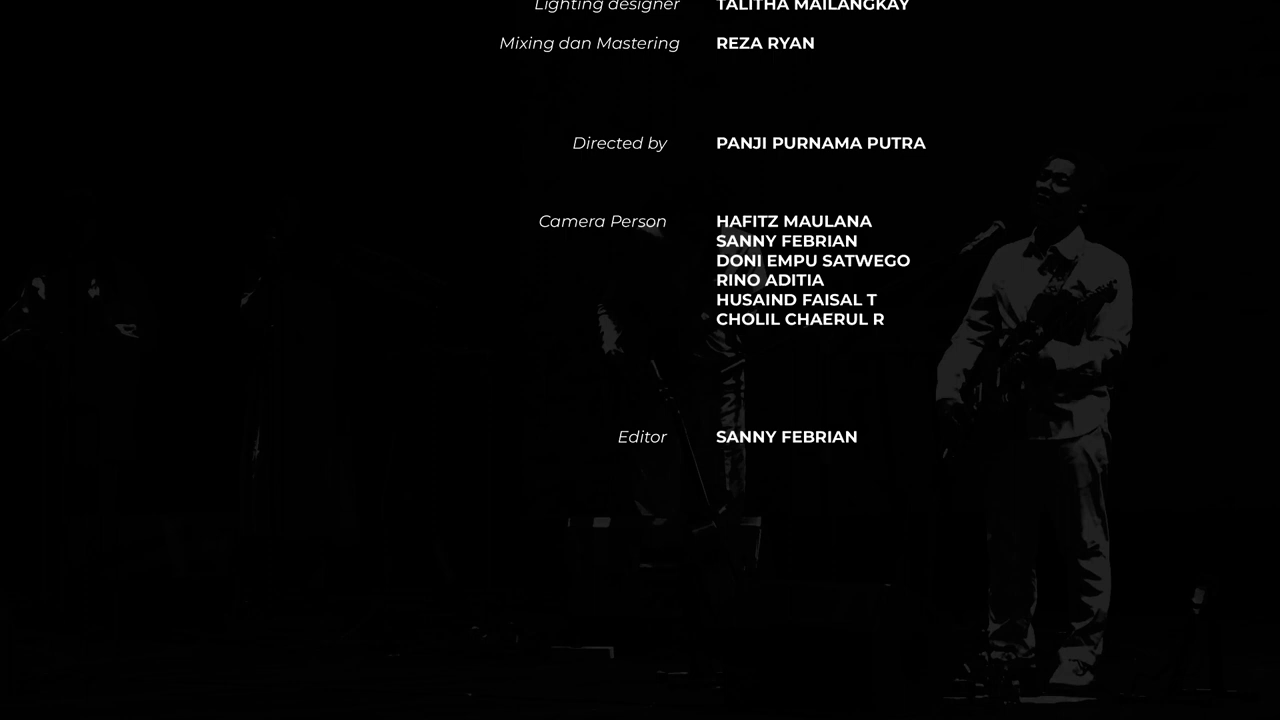 Lighting designer TALITHA MAILANGKAY
Mixing dan Mastering REZA RYAN
Directed by PANJI PURNAMA PUTRA
Camera Person HAFITZ MAULANA
SANNY FEBRIAN
DONI EMPU SATWEGO
RINO ADITIA
HUSAIND FAISAL T
CHOLIL CHAERUL R
Editor SANNY FEBRIAN